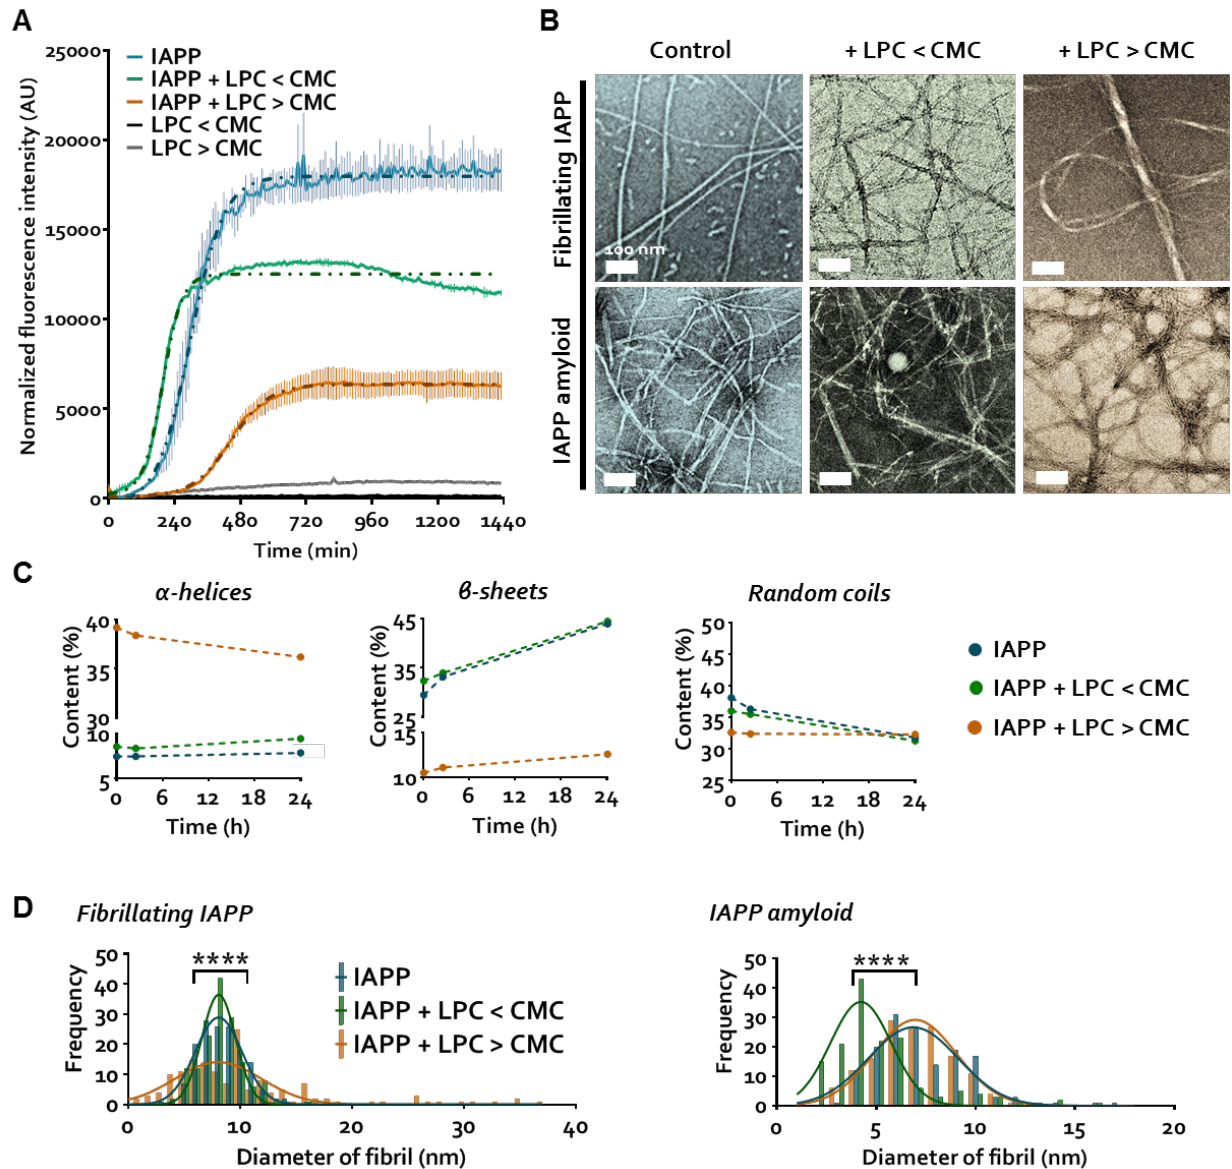 A
Normalized fluorescence intensity (AU)
25000
20000
15000
10000
5000
0
IAPP
IAPP + LPC < CMC
IAPP + LPC > CMC
LPC < CMC
LPC > CMC
0 240 480 720 960 1200 1440
Time (min)
B
Control + LPC < CMC + LPC > CMC
Fibrillating IAPP
100 nm
IAPP amyloid
C
α-helices
Content (%)
40
35
30
10
5
0 6 12 18 24
Time (h)
β-sheets
Content (%)
45
35
25
15
10
0 6 12 18 24
Time (h)
Random coils
Content (%)
50
45
40
35
30
25
0 6 12 18 24
Time (h)
IAPP
IAPP + LPC < CMC
IAPP + LPC > CMC
D
Fibrillating IAPP
Frequency
50
40
30
20
10
0
****
IAPP
IAPP + LPC < CMC
IAPP + LPC > CMC
0 10 20 30 40
Diameter of fibril (nm)
IAPP amyloid
Frequency
50
40
30
20
10
0
****
5 10 15 20
Diameter of fibril (nm)